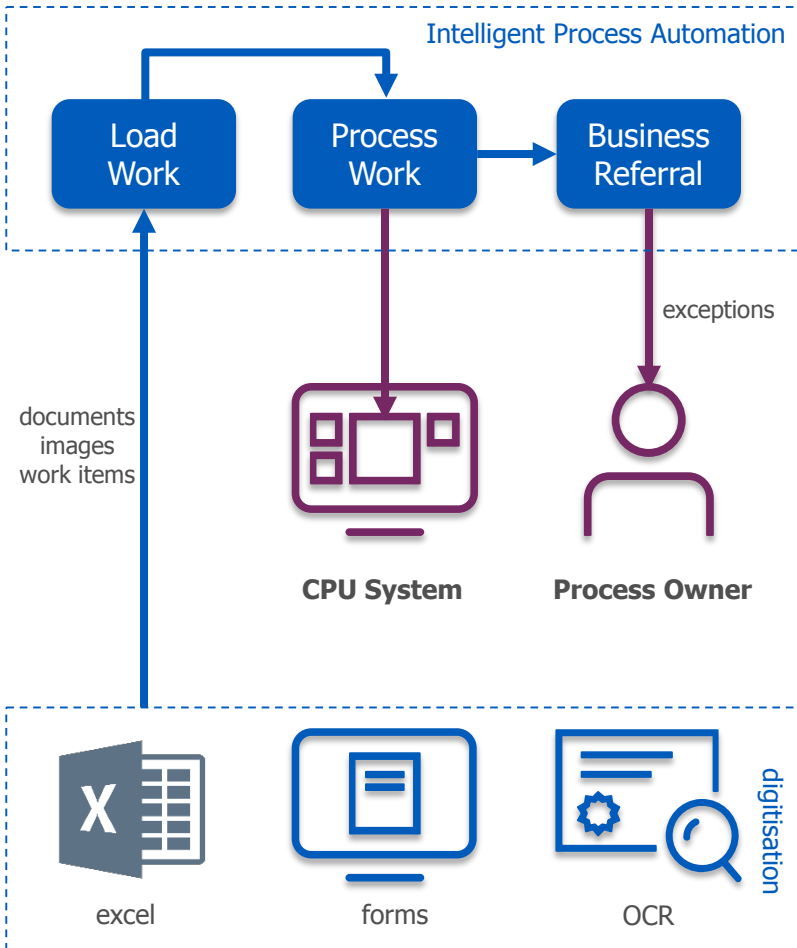 Intelligent Process Automation
Load
Work
Process
Work
Business
Referral
exceptions
documents
images
work items
CPU System
Process Owner
X
digitisation
excel
forms
OCR